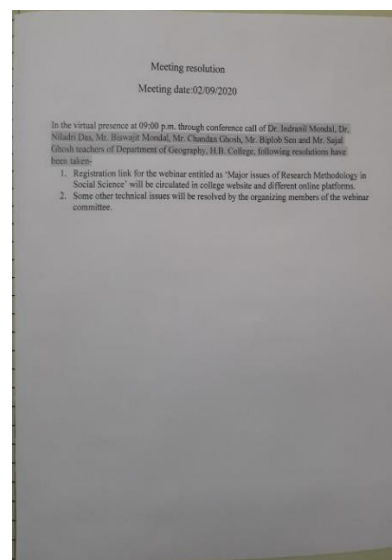 Meeting resolution
Meeting date:02/09/2020
In the virtual presence at 09:00 p.m. through conference call of Dr. Indranil Mondal, Dr.
Niladri Das, Mr. Biswajit Mondal, Mr. Chandan Ghosh, Mr. Biplob Sen and Mr. Sajal
Ghosh teachers of Department of Geography, H.B. College, following resolutions have
been taken-
1. Registration link for the webinar entitled as 'Major issues of Research Methodology in
Social Science' will be circulated in college website and different online platforms.
2. Some other technical issues will be resolved by the organizing members of the webinar
committee.